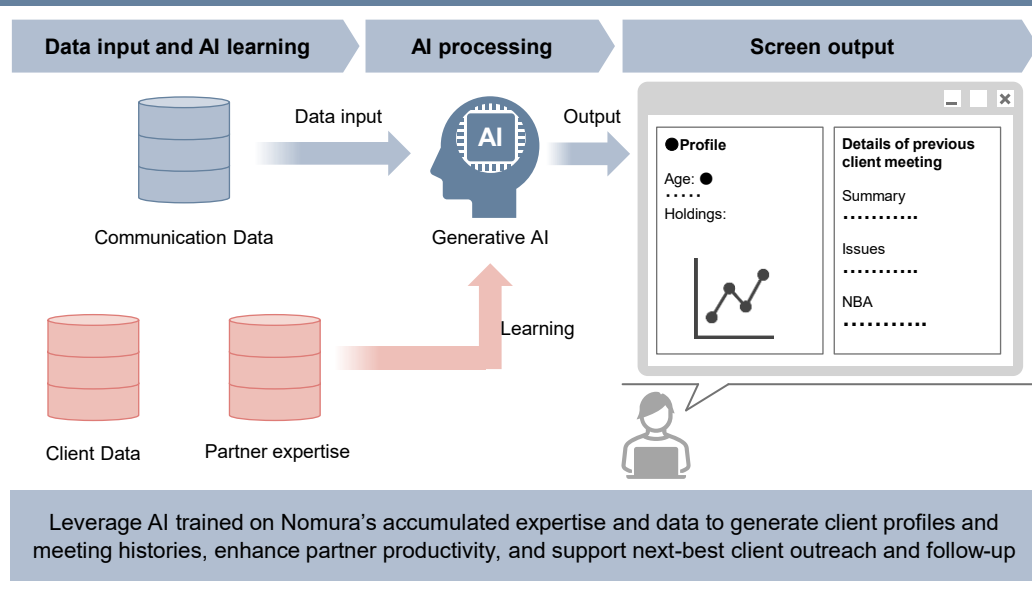 Data input and AI learning
AI processing
Screen output
Data input
AI
Output
Communication Data
Generative AI
Learning
Client Data
Partner expertise
●Profile
Age: ●
.....
Holdings:
Details of previous
client meeting
Summary
...........
Issues
...........
NBA
............
Leverage AI trained on Nomura’s accumulated expertise and data to generate client profiles and
meeting histories, enhance partner productivity, and support next-best client outreach and follow-up